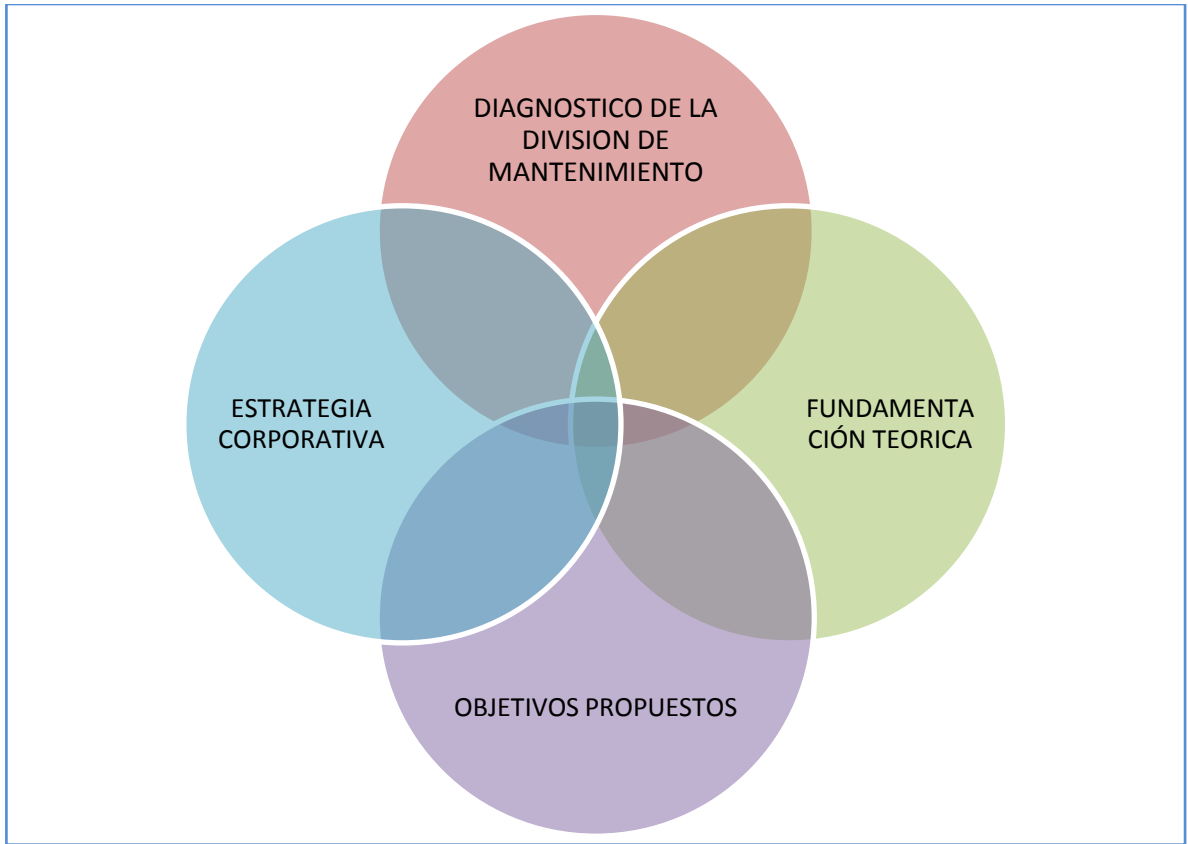 DIAGNOSTICO DE LA
DIVISION DE
MANTENIMIENTO
ESTRATEGIA
CORPORATIVA
FUNDAMENTA
CIÓN TEORICA
OBJETIVOS PROPUESTOS